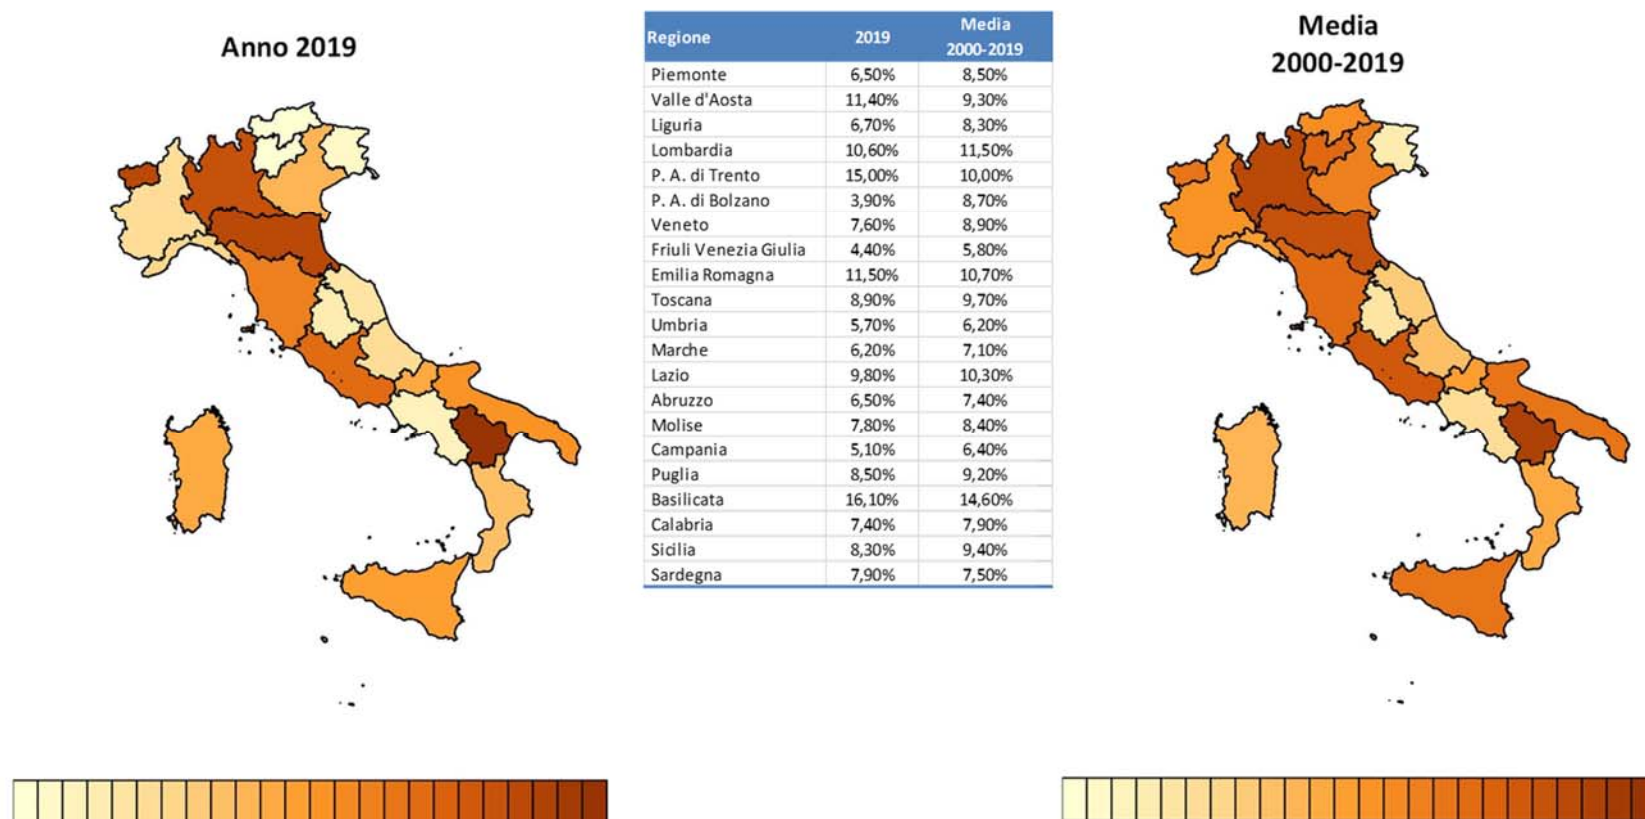 Anno 2019
Regione 2019 Media 2000-2019
Piemonte 6,50% 8,50%
Valle d'Aosta 11,40% 9,30%
Liguria 6,70% 8,30%
Lombardia 10,60% 11,50%
P. A. di Trento 15,00% 10,00%
P. A. di Bolzano 3,90% 8,70%
Veneto 7,60% 8,90%
Friuli Venezia Giulia 4,40% 5,80%
Emilia Romagna 11,50% 10,70%
Toscana 8,90% 9,70%
Umbria 5,70% 6,20%
Marche 6,20% 7,10%
Lazio 9,80% 10,30%
Abruzzo 6,50% 7,40%
Molise 7,80% 8,40%
Campania 5,10% 6,40%
Puglia 8,50% 9,20%
Basilicata 16,10% 14,60%
Calabria 7,40% 7,90%
Sicilia 8,30% 9,40%
Sardegna 7,90% 7,50%
Media
2000-2019